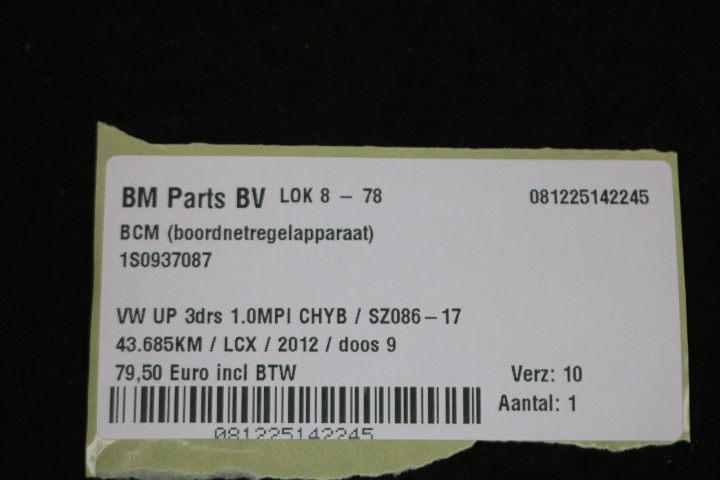 BM Parts BV LOK 8 - 78 081225142245
BCM (boordnetregelapparaat)
1S0937087
VW UP 3drs 1.0MPI CHYB / SZ086-17
43.685KM / LCX / 2012 / doos 9
79,50 Euro incl BTW Verz: 10
Aantal: 1
081225142245